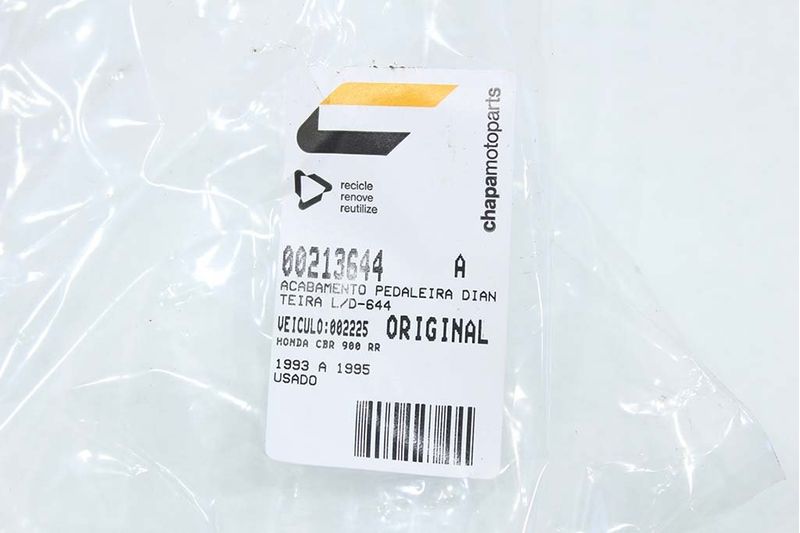 chapamotoparts
recicle
renove
reutilize
00213644 A
ACABAMENTO PEDALEIRA DIAN
TEIRA L/D-644
VEICULO:002225 ORIGINAL
HONDA CBR 900 RR
1993 A 1995
USADO